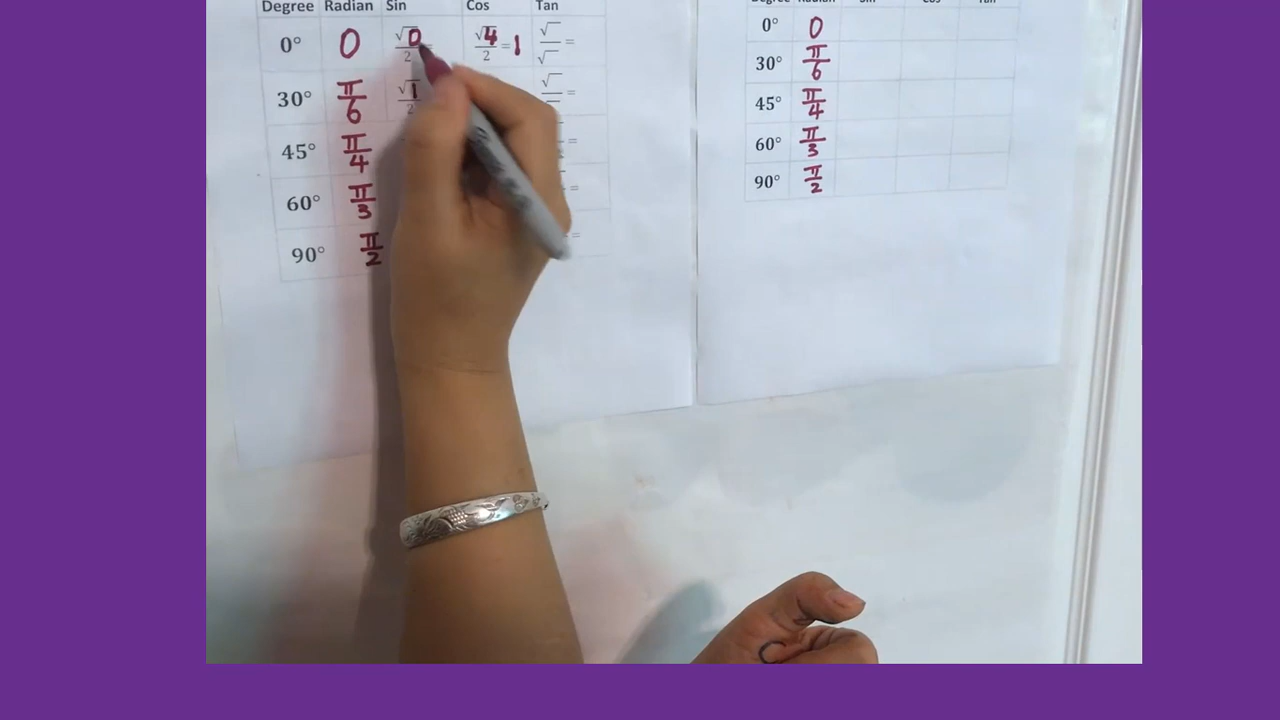 Degree Radian Sin Cos Tan
0° 0 √0/2 √4/2 = 1 √/√ =
30° π/6 √1/2 √ =
45° π/4 =
60° π/3 =
90° π/2 =
Degree Radian Sin Cos Tan
0° 0
30° π/6
45° π/4
60° π/3
90° π/2